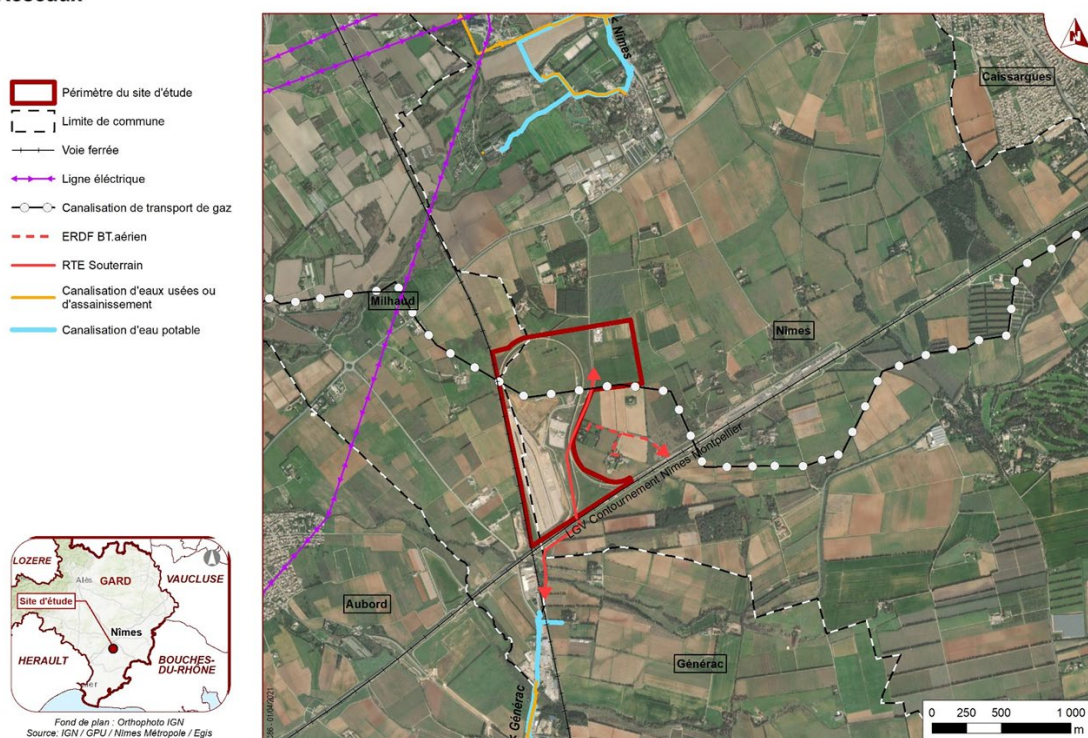 Périmètre du site d'étude
Limite de commune
Voie ferrée
Ligne éléctrique
Canalisation de transport de gaz
ERDF BT.aérien
RTE Souterrain
Canalisation d'eaux usées ou
d'assainissement
Canalisation d'eau potable
N
Nîmes
Caissargues
Milhaud
Nîmes
LGV Contournement Nîmes Montpellier
Aubord
Générac
Générac
LOZERE
Alès
GARD
VAUCLUSE
Site d'étude
Nîmes
HERAULT
BOUCHES-
DU-RHÔNE
Fond de plan : Orthophoto IGN
Source: IGN / GPU / Nîmes Métropole / Egis
01/04/2021
0 250 500 1 000
m